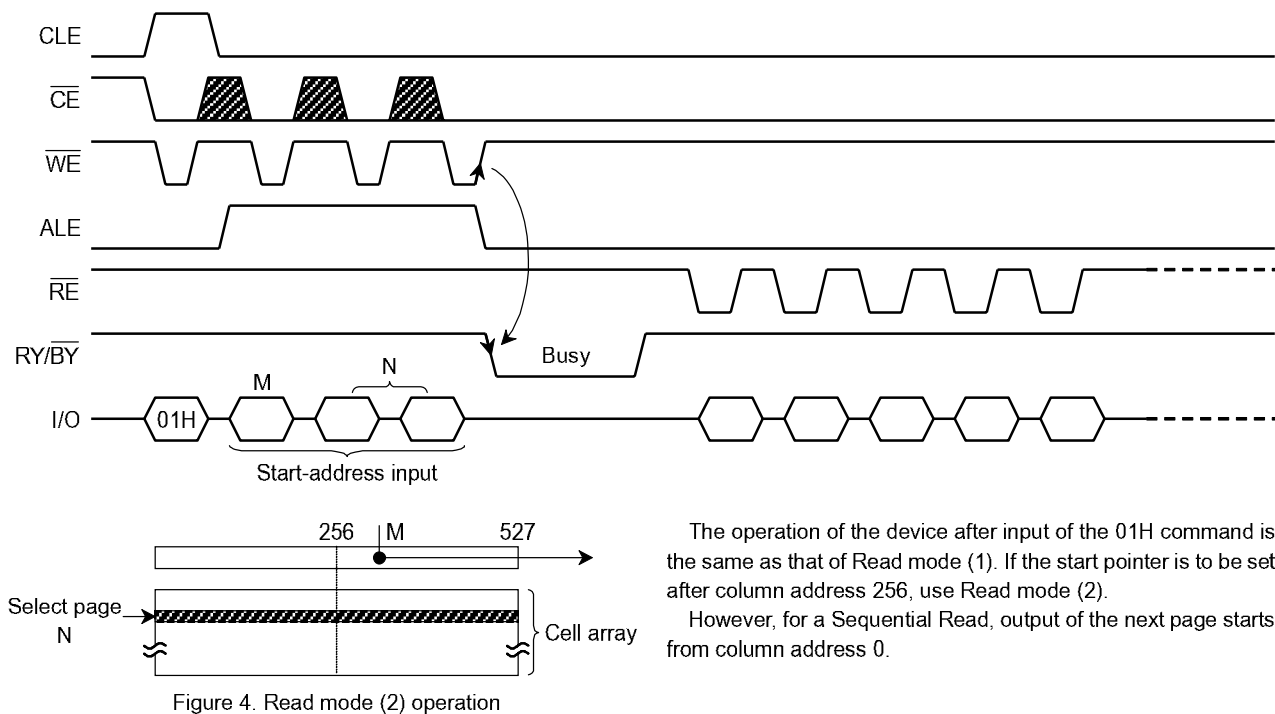 CLE
CE
WE
ALE
RE
RY/BY
Busy
M
N
I/O
01H
Start-address input
256
M
527
Select page
N
Cell array
Figure 4. Read mode (2) operation
The operation of the device after input of the 01H command is
the same as that of Read mode (1). If the start pointer is to be set
after column address 256, use Read mode (2).
However, for a Sequential Read, output of the next page starts
from column address 0.